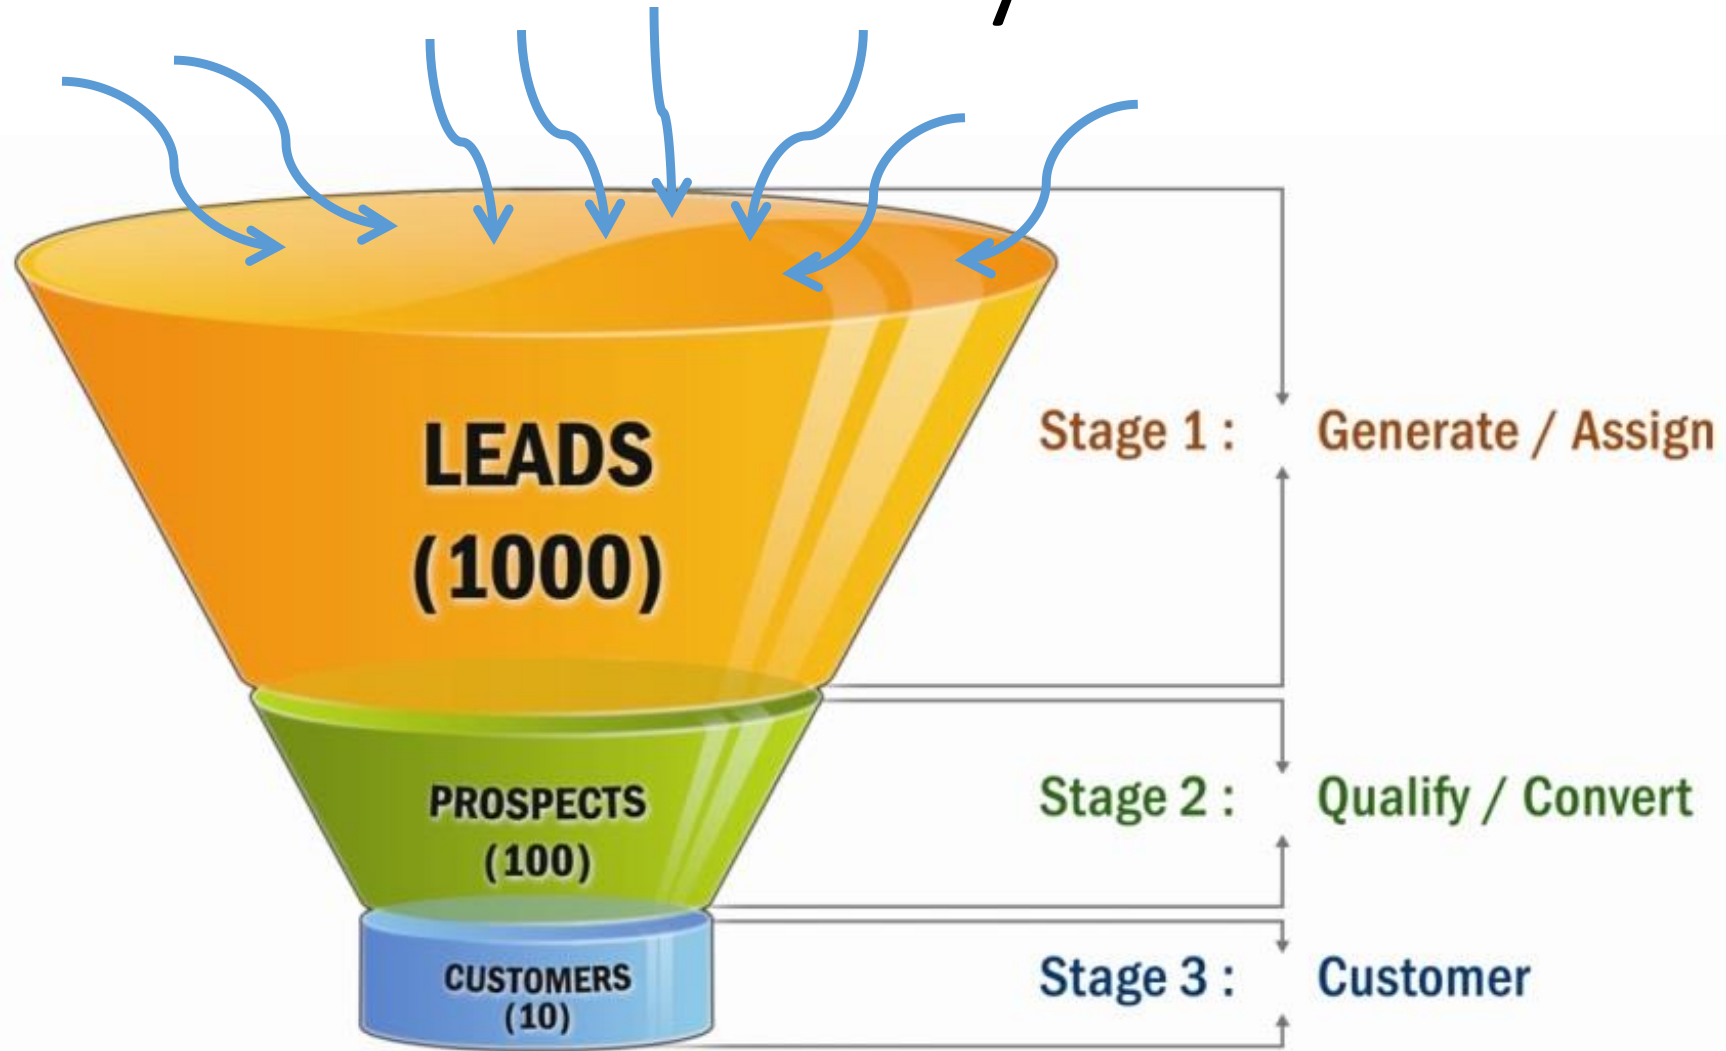 LEADS
(1000)
Stage 1 : Generate / Assign
PROSPECTS
(100)
Stage 2 : Qualify / Convert
CUSTOMERS
(10)
Stage 3 : Customer